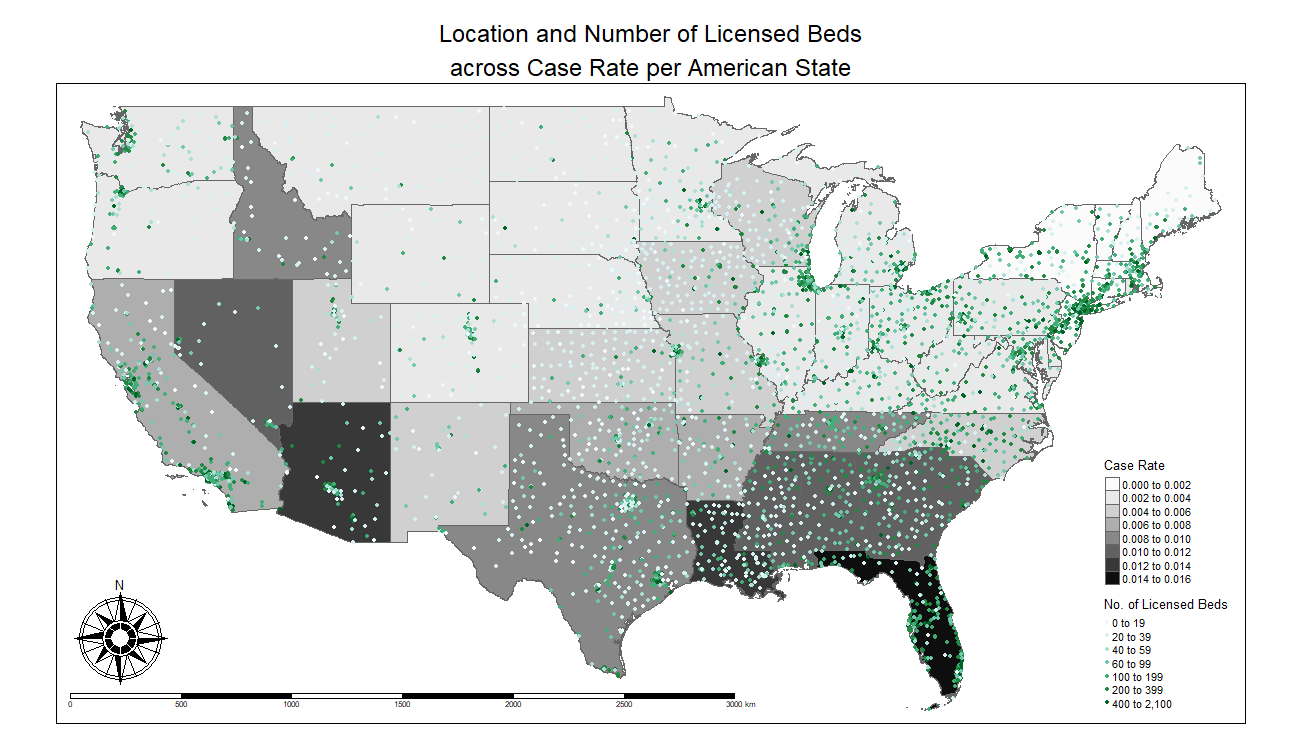 Location and Number of Licensed Beds
across Case Rate per American State
Case Rate
0.000 to 0.002
0.002 to 0.004
0.004 to 0.006
0.006 to 0.008
0.008 to 0.010
0.010 to 0.012
0.012 to 0.014
0.014 to 0.016
N
No. of Licensed Beds
0 to 19
20 to 39
40 to 59
60 to 99
100 to 199
200 to 399
400 to 2,100
0 500 1000 1500 2000 2500 3000 km